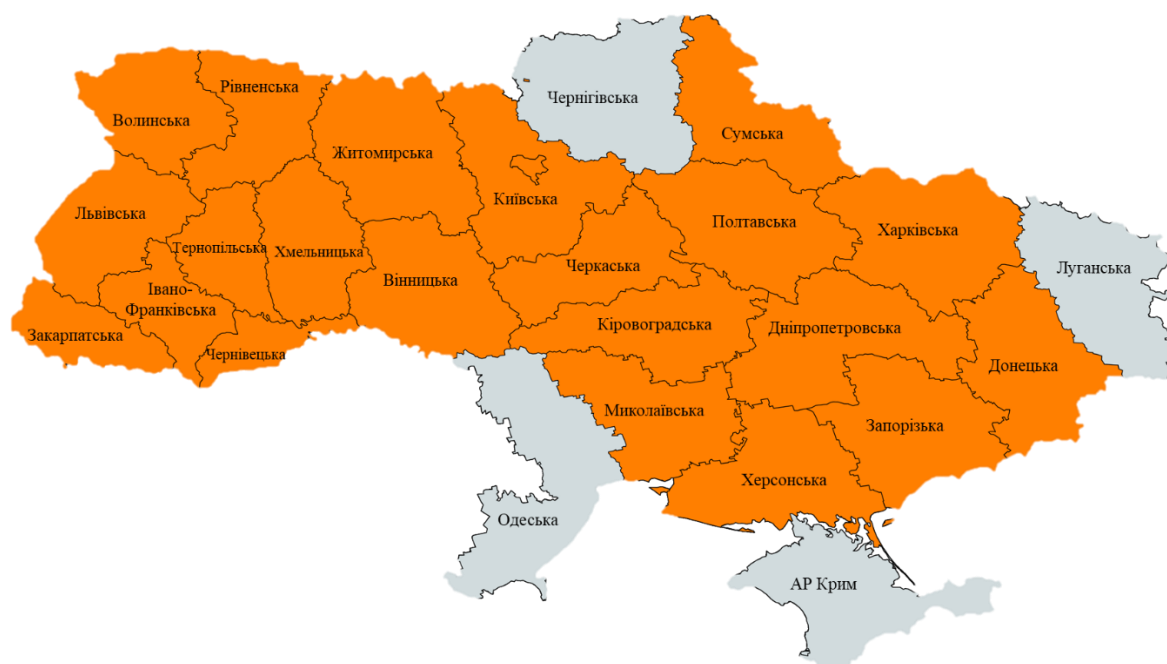 Чернігівська
Рівненська
Волинська
Сумська
Житомирська
Київська
Львівська
Полтавська
Харківська
Тернопільська
Хмельницька
Черкаська
Луганська
Вінницька
Івано-
Франківська
Закарпатська
Кіровоградська
Дніпропетровська
Чернівецька
Донецька
Миколаївська
Запорізька
Херсонська
Одеська
АР Крим